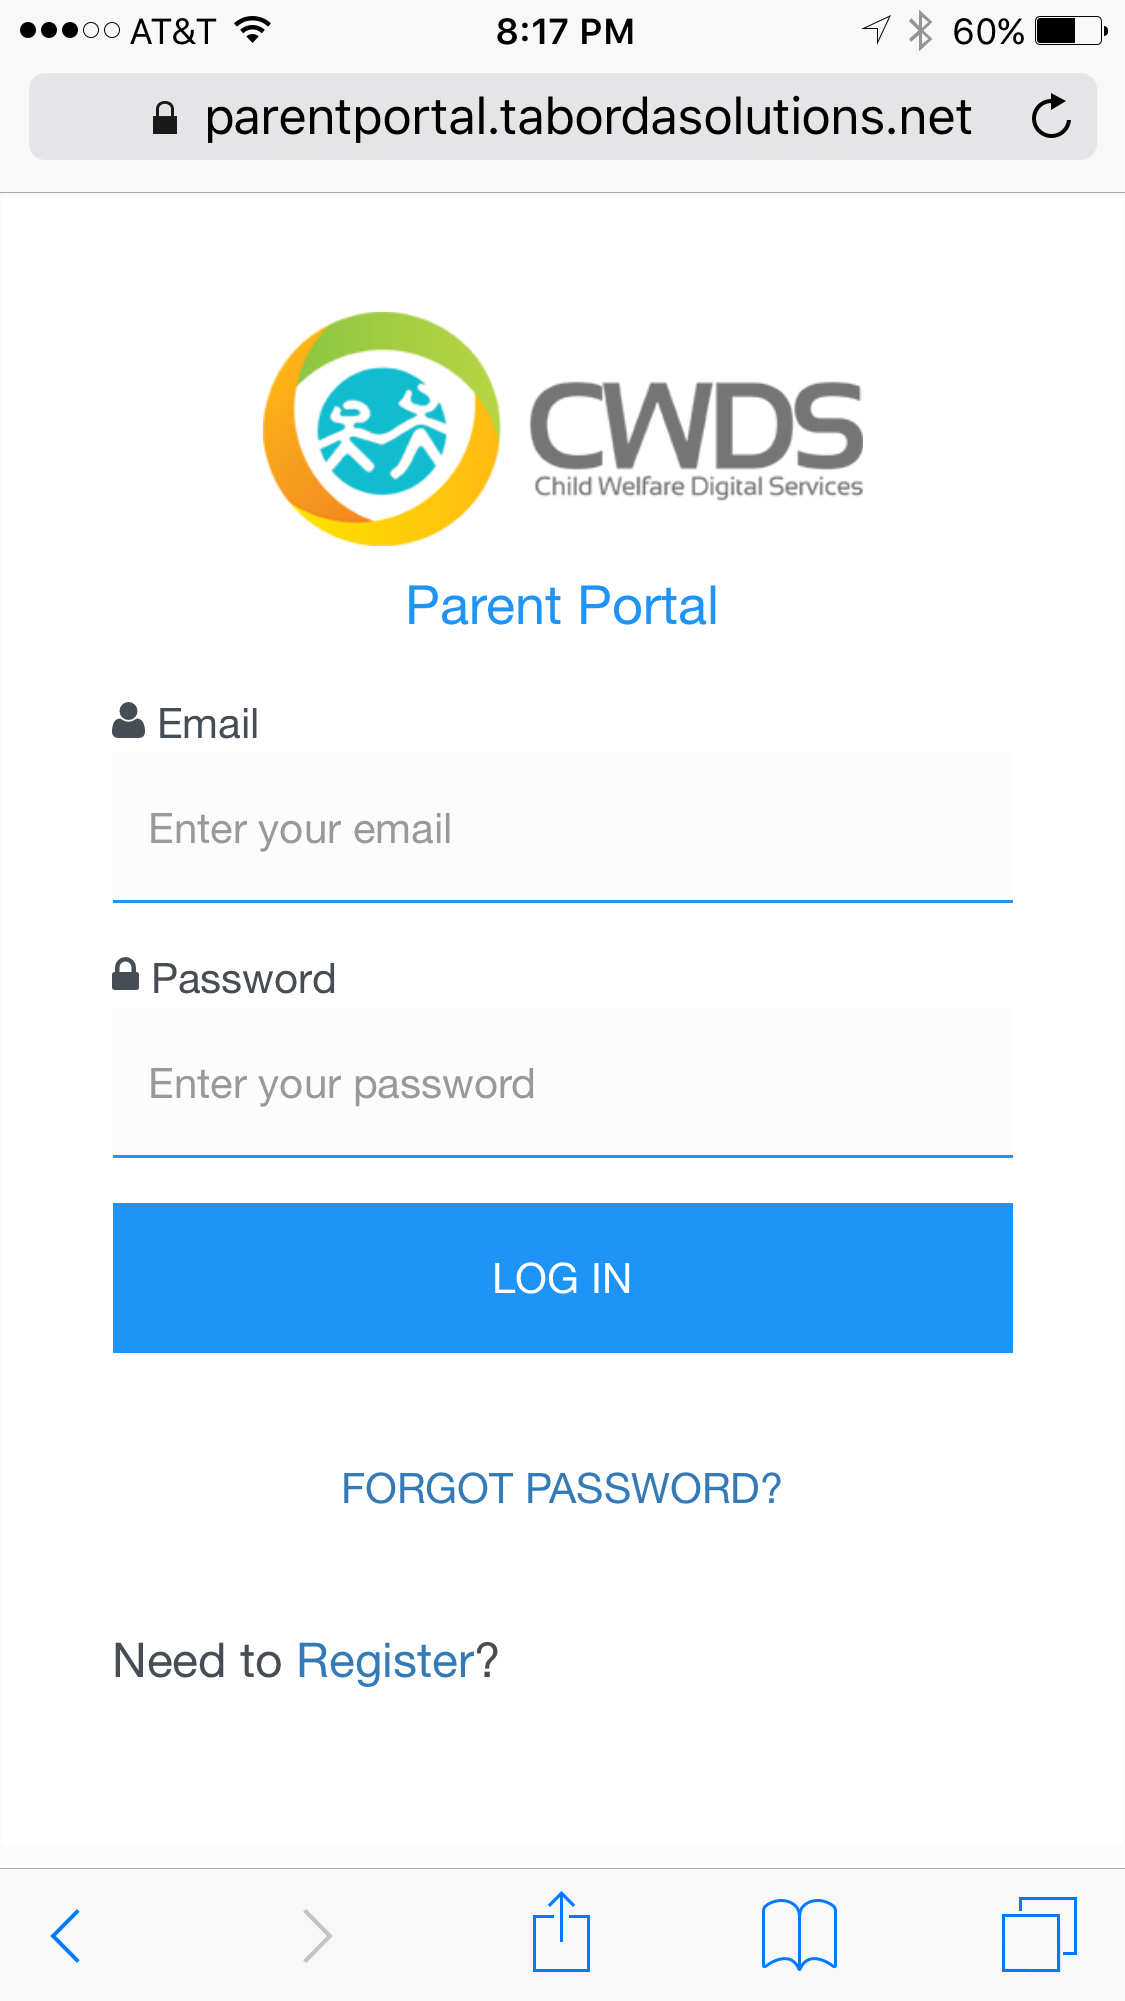 AT&T 8:17 PM 60%
parentportal.tabordasolutions.net
CWDS
Child Welfare Digital Services
Parent Portal
Email
Enter your email
Password
Enter your password
LOG IN
FORGOT PASSWORD?
Need to Register?